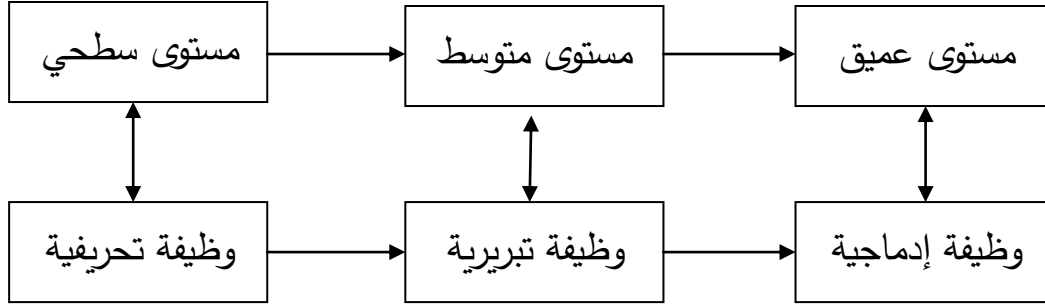 مستوى سطحي
مستوى متوسط
مستوى عميق
وظيفة تحريفية
وظيفة تبريرية
وظيفة إدماجية